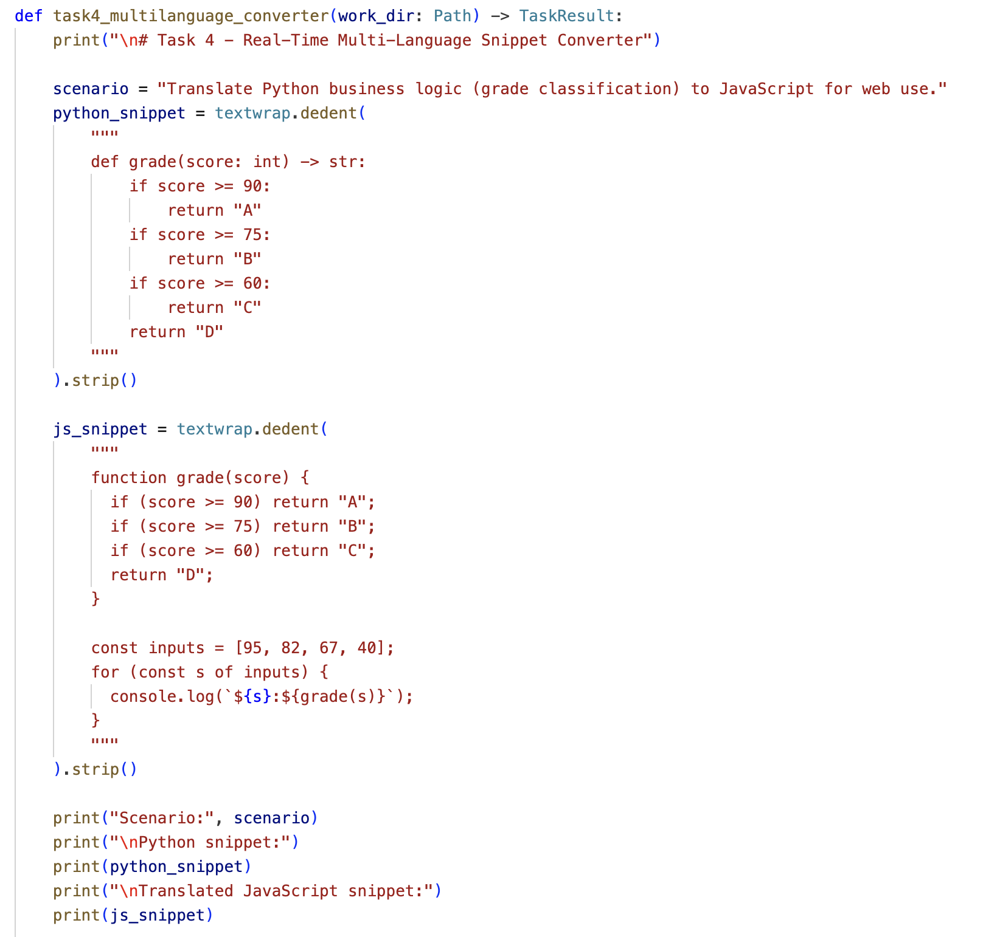 def task4_multilanguage_converter(work_dir: Path) -> TaskResult:
    print("\n# Task 4 - Real-Time Multi-Language Snippet Converter")

    scenario = "Translate Python business logic (grade classification) to JavaScript for web use."
    python_snippet = textwrap.dedent(
        """
        def grade(score: int) -> str:
            if score >= 90:
                return "A"
            if score >= 75:
                return "B"
            if score >= 60:
                return "C"
            return "D"
        """
    ).strip()

    js_snippet = textwrap.dedent(
        """
        function grade(score) {
          if (score >= 90) return "A";
          if (score >= 75) return "B";
          if (score >= 60) return "C";
          return "D";
        }

        const inputs = [95, 82, 67, 40];
        for (const s of inputs) {
          console.log(`${s}:${grade(s)}`);
        }
        """
    ).strip()

    print("Scenario:", scenario)
    print("\nPython snippet:")
    print(python_snippet)
    print("\nTranslated JavaScript snippet:")
    print(js_snippet)